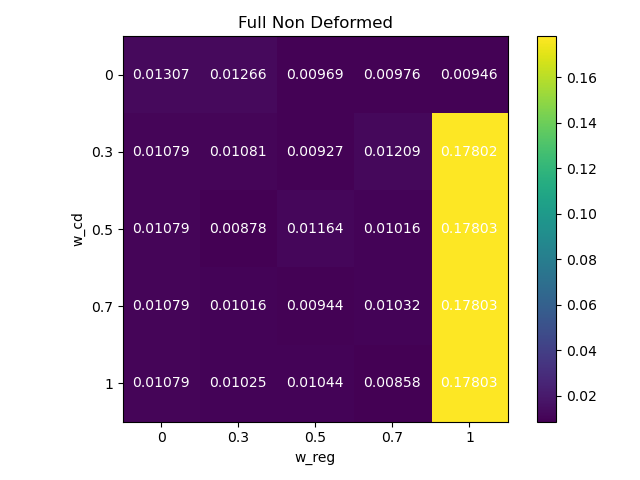 Full Non Deformed
0 0.01307 0.01266 0.00969 0.00976 0.00946
0.3 0.01079 0.01081 0.00927 0.01209 0.17802
0.5 0.01079 0.00878 0.01164 0.01016 0.17803
0.7 0.01079 0.01016 0.00944 0.01032 0.17803
1 0.01079 0.01025 0.01044 0.00858 0.17803
w_cd
0 0.3 0.5 0.7 1
w_reg
0.16
0.14
0.12
0.10
0.08
0.06
0.04
0.02